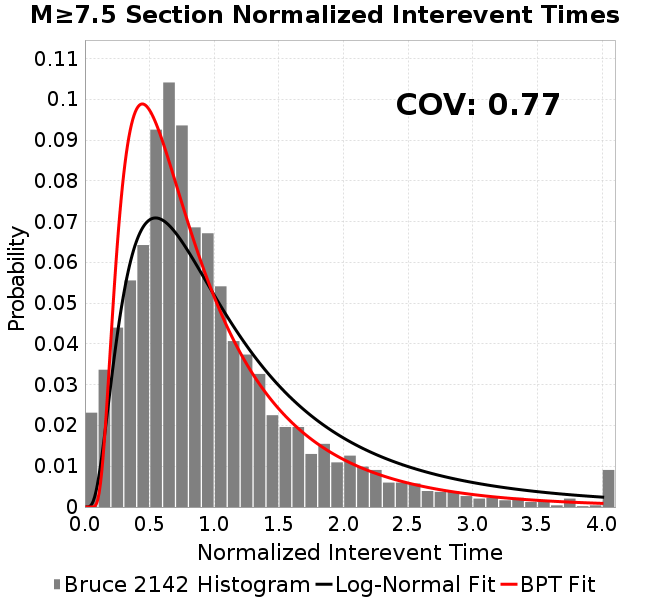 M≥7.5 Section Normalized Interevent Times
COV: 0.77
Probability
0.11
0.1
0.09
0.08
0.07
0.06
0.05
0.04
0.03
0.02
0.01
0
0.0 0.5 1.0 1.5 2.0 2.5 3.0 3.5 4.0
Normalized Interevent Time
Bruce 2142 Histogram Log-Normal Fit BPT Fit